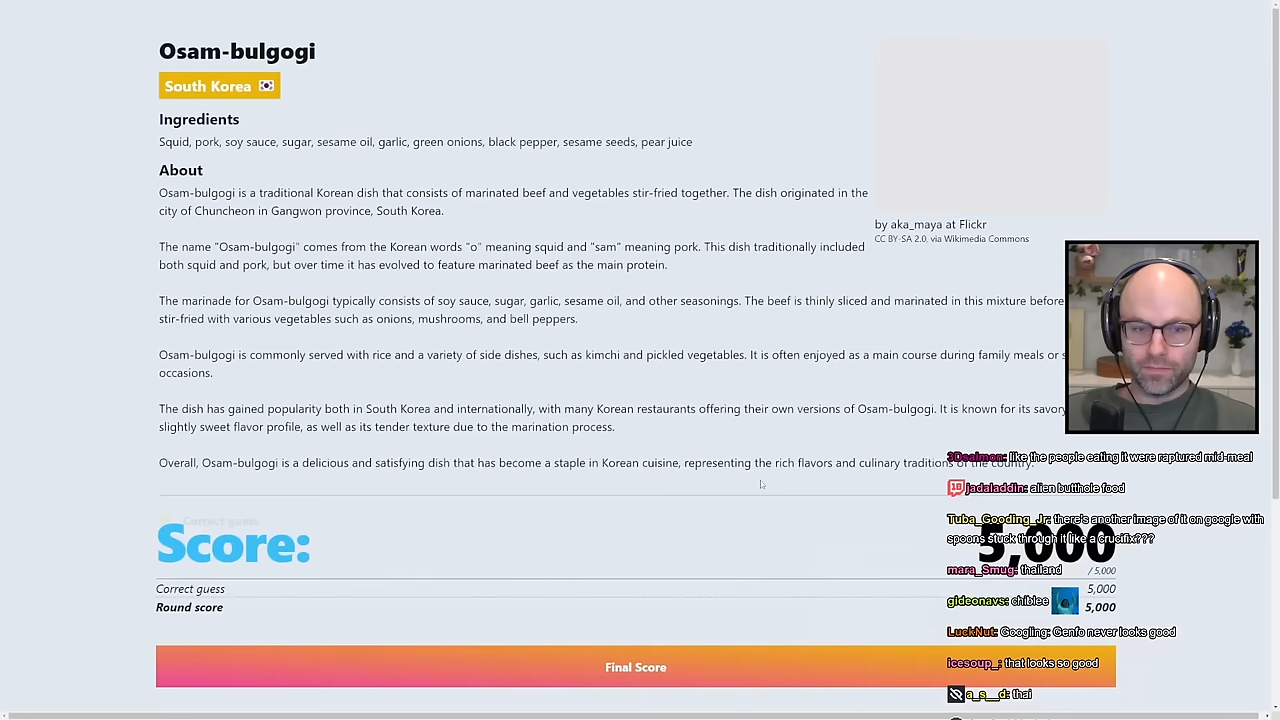 Osam-bulgogi
South Korea
Ingredients
Squid, pork, soy sauce, sugar, sesame oil, garlic, green onions, black pepper, sesame seeds, pear juice
About
Osam-bulgogi is a traditional Korean dish that consists of marinated beef and vegetables stir-fried together. The dish originated in the
city of Chuncheon in Gangwon province, South Korea.
The name "Osam-bulgogi" comes from the Korean words "o" meaning squid and "sam" meaning pork. This dish traditionally included
both squid and pork, but over time it has evolved to feature marinated beef as the main protein.
by aka_maya at Flickr
CC BY-SA 2.0, via Wikimedia Commons
The marinade for Osam-bulgogi typically consists of soy sauce, sugar, garlic, sesame oil, and other seasonings. The beef is thinly sliced and marinated in this mixture before
stir-fried with various vegetables such as onions, mushrooms, and bell peppers.
Osam-bulgogi is commonly served with rice and a variety of side dishes, such as kimchi and pickled vegetables. It is often enjoyed as a main course during family meals or
occasions.
The dish has gained popularity both in South Korea and internationally, with many Korean restaurants offering their own versions of Osam-bulgogi. It is known for its savory
slightly sweet flavor profile, as well as its tender texture due to the marination process.
Overall, Osam-bulgogi is a delicious and satisfying dish that has become a staple in Korean cuisine, representing the rich flavors and culinary traditions of the country.
Correct guess
Score:
5,000
/ 5,000
Correct guess
5,000
Round score
5,000
Final Score
3Dsalmon: like the people eating it were raptured mid-meal
jadaladdin: alien butthole food
Tuba_Gooding_Jr: there's another image of it on google with
spoons stuck through it like a crucifix???
mara_Smug: thailand
gideonavs: chiblee
LuckNut: Googling: Genfo never looks good
icesoup_: that looks so good
a_s__d: thai